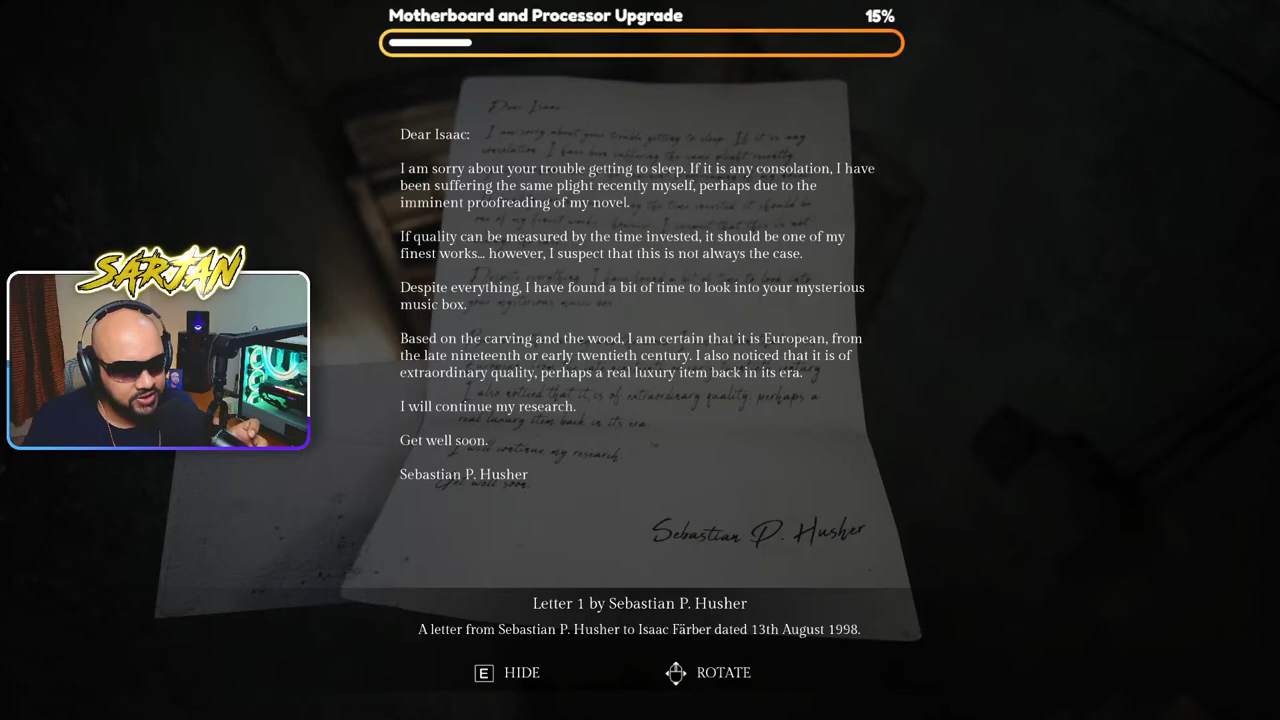 Motherboard and Processor Upgrade 15%
SARJAN
Dear Isaac:
I am sorry about your trouble getting to sleep. If it is any consolation, I have
been suffering the same plight recently myself, perhaps due to the
imminent proofreading of my novel.
If quality can be measured by the time invested, it should be one of my
finest works... however, I suspect that this is not always the case.
Despite everything, I have found a bit of time to look into your mysterious
music box.
Based on the carving and the wood, I am certain that it is European, from
the late nineteenth or early twentieth century. I also noticed that it is of
extraordinary quality, perhaps a real luxury item back in its era.
I will continue my research.
Get well soon.
Sebastian P. Husher
Sebastian P. Husher
Letter 1 by Sebastian P. Husher
A letter from Sebastian P. Husher to Isaac Färber dated 13th August 1998.
E HIDE ROTATE